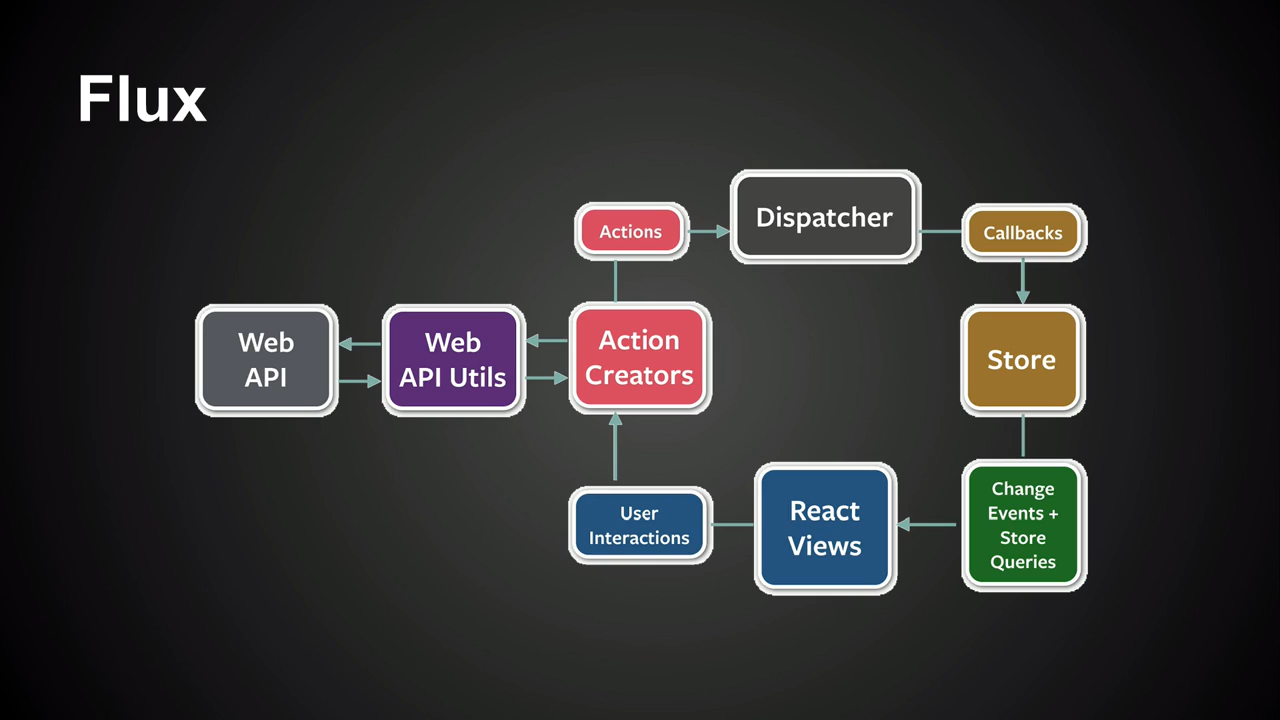 Flux
Actions
Dispatcher
Callbacks
Web
API
Web
API Utils
Action
Creators
Store
User
Interactions
React
Views
Change
Events +
Store
Queries